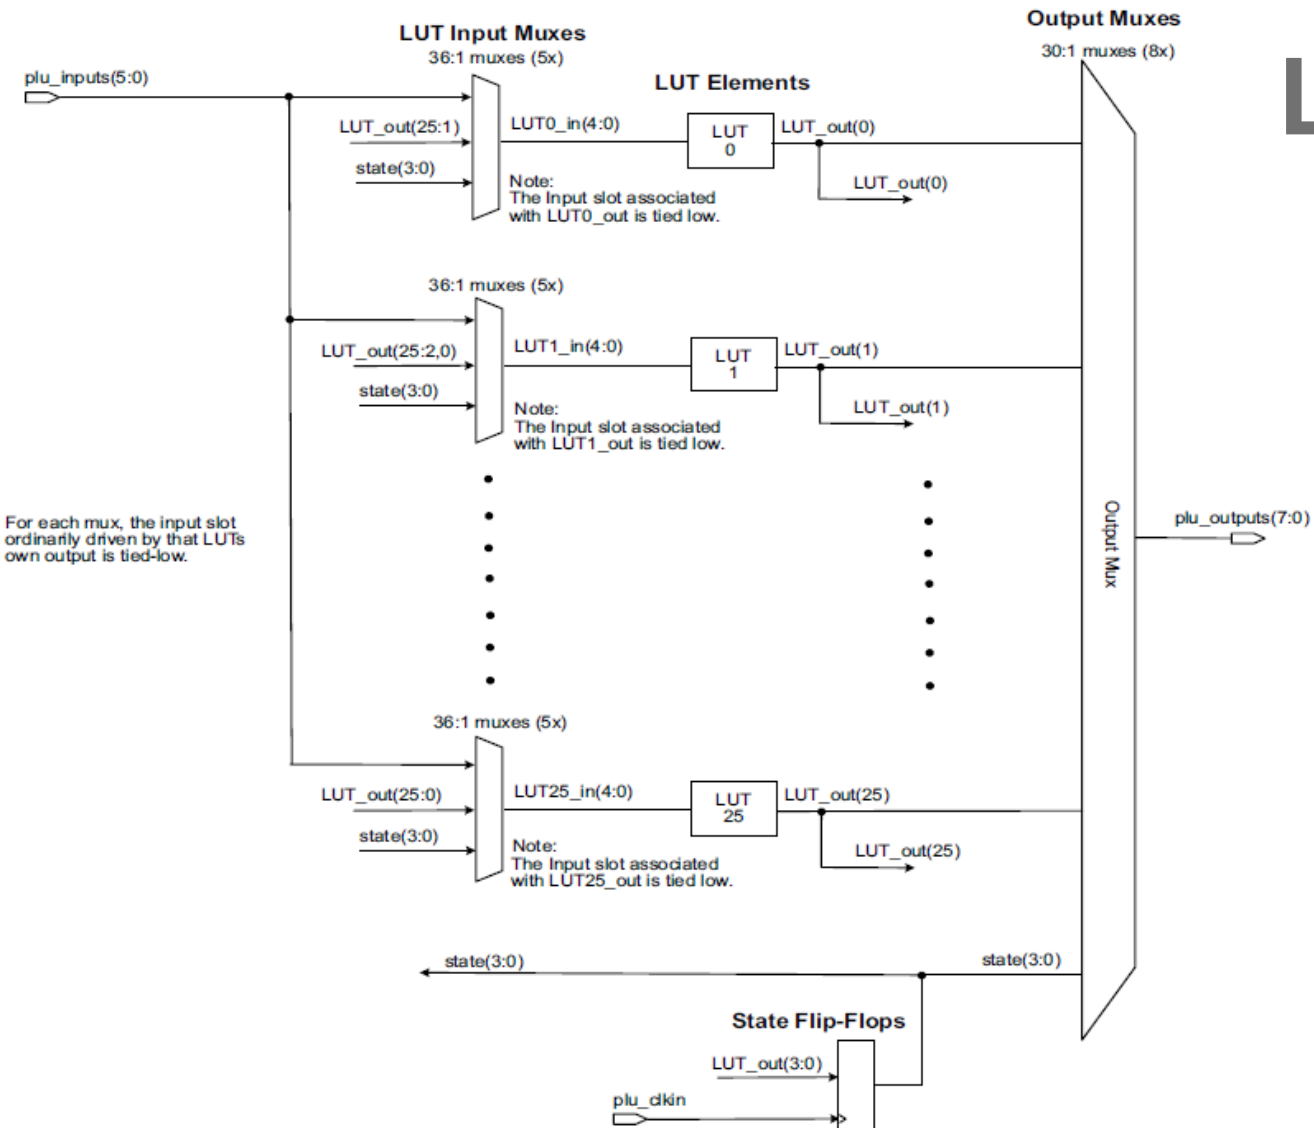 LUT Input Muxes
36:1 muxes (5x)
Output Muxes
30:1 muxes (8x)
plu_inputs(5:0)
LUT Elements
L
LUT_out(25:1)
LUT0_in(4:0)
LUT
0
LUT_out(0)
state(3:0)
LUT_out(0)
Note:
The Input slot associated
with LUT0_out is tied low.
36:1 muxes (5x)
LUT_out(25:2,0)
LUT1_in(4:0)
LUT
1
LUT_out(1)
state(3:0)
LUT_out(1)
Note:
The Input slot associated
with LUT1_out is tied low.
For each mux, the input slot
ordinarily driven by that LUTs
own output is tied-low.
Output Mux
plu_outputs(7:0)
36:1 muxes (5x)
LUT_out(25:0)
LUT25_in(4:0)
LUT
25
LUT_out(25)
state(3:0)
LUT_out(25)
Note:
The Input slot associated
with LUT25_out is tied low.
state(3:0)
state(3:0)
State Flip-Flops
LUT_out(3:0)
plu_clkin